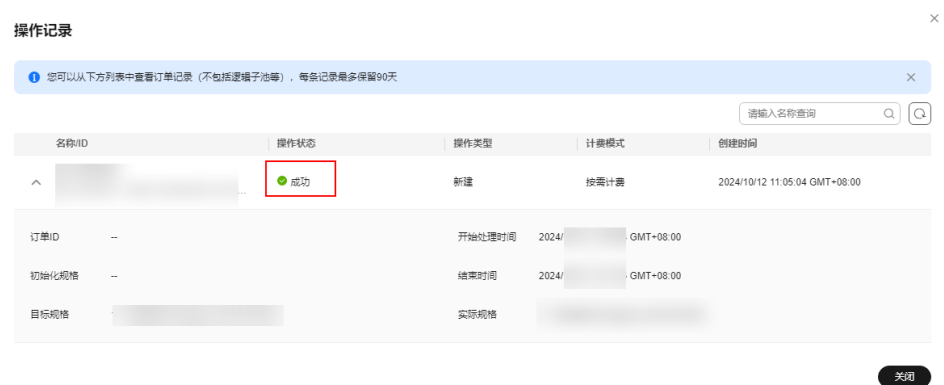 操作记录
您可以从下方列表中查看订单记录（不包括逻辑子池等），每条记录最多保留90天
请输入名称查询
名称/ID 操作状态 操作类型 计费模式 创建时间
... 成功 新建 按需计费 2024/10/12 11:05:04 GMT+08:00
订单ID -- 开始处理时间 2024/ GMT+08:00
初始化规格 -- 结束时间 2024/ GMT+08:00
目标规格 实际规格
关闭